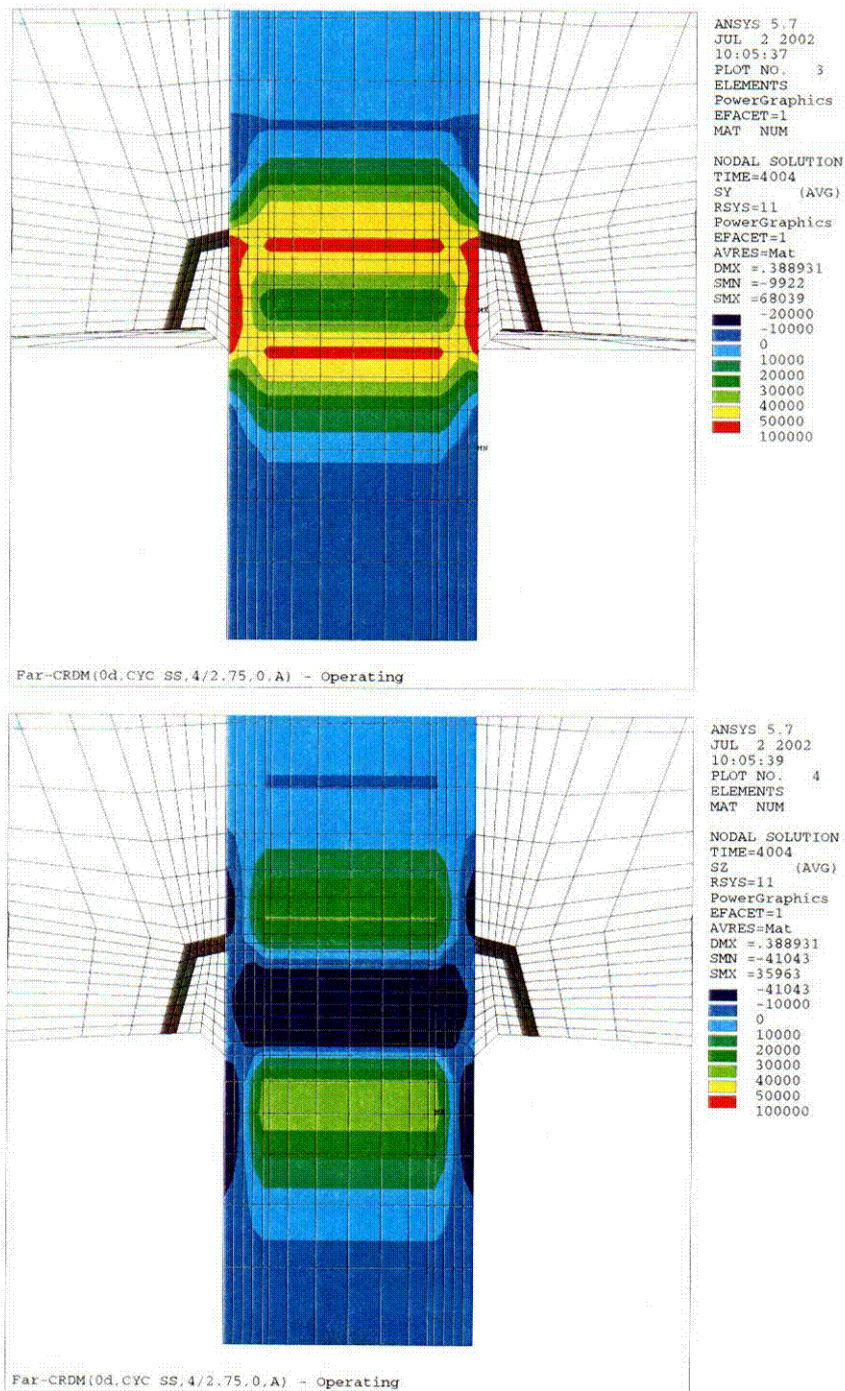 ANSYS 5.7
JUL 2 2002
10:05:37
PLOT NO. 3
ELEMENTS
PowerGraphics
EFACET=1
MAT NUM
NODAL SOLUTION
TIME=4004
SY (AVG)
RSYS=11
PowerGraphics
EFACET=1
AVRES=Mat
DMX =.388931
SMN =-9922
SMX =68039
-20000
-10000
0
10000
20000
30000
40000
50000
100000
MX
MN
Far-CRDM(0d,CYC SS,4/2.75,0,A) - Operating
ANSYS 5.7
JUL 2 2002
10:05:39
PLOT NO. 4
ELEMENTS
MAT NUM
NODAL SOLUTION
TIME=4004
SZ (AVG)
RSYS=11
PowerGraphics
EFACET=1
AVRES=Mat
DMX =.388931
SMN =-41043
SMX =35963
-41043
-10000
0
10000
20000
30000
40000
50000
100000
MX
Far-CRDM(0d,CYC SS,4/2.75,0,A) - Operating